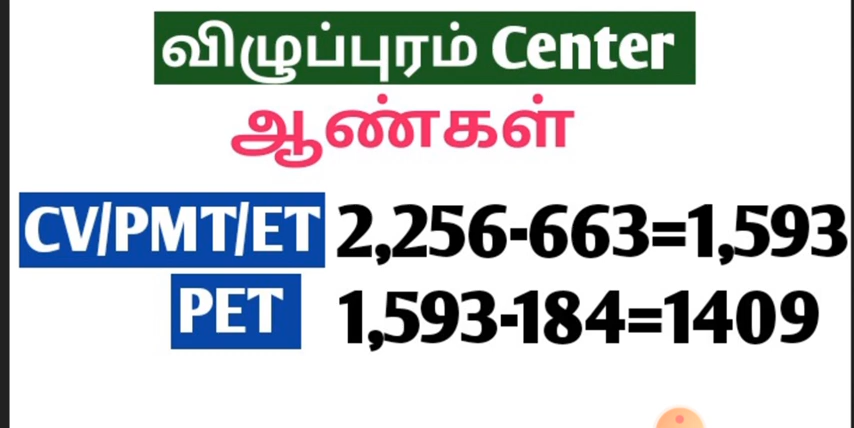 விழுப்புரம் Center
ஆண்கள்
CV/PMT/ET 2,256-663=1,593
PET 1,593-184=1409